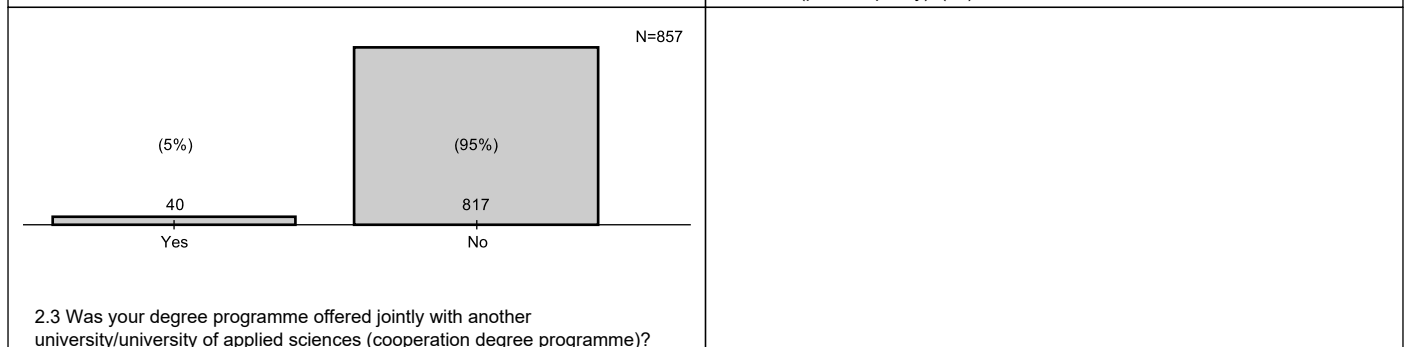 N=857
(5%)
(95%)
40
817
Yes
No
2.3 Was your degree programme offered jointly with another
university/university of applied sciences (cooperation degree programme)?